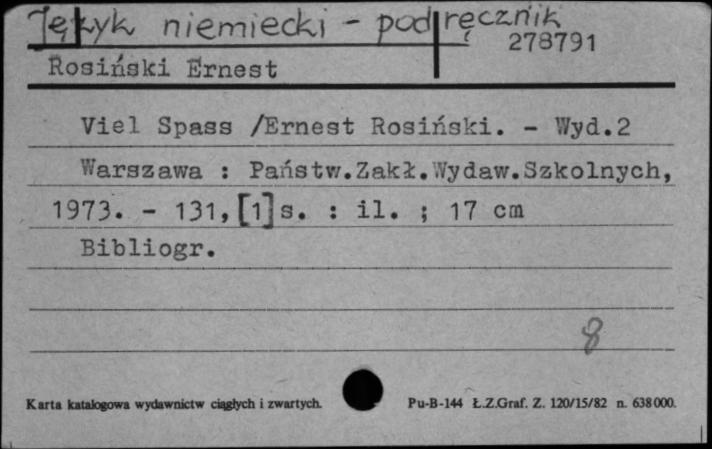 Język niemiecki - podręcznik
278791
Rosiński Ernest
Viel Spass /Ernest Rosiński. - Wyd.2
Warszawa : Państw.Zakł.Wydaw.Szkolnych,
1973. - 131,[1]s. : il. ; 17 cm
Bibliogr.
8
Karta katalogowa wydawnictw ciągłych i zwartych.
Pu-B-144 Ł.Z.Graf. Z. 120/15/82 n. 638000.